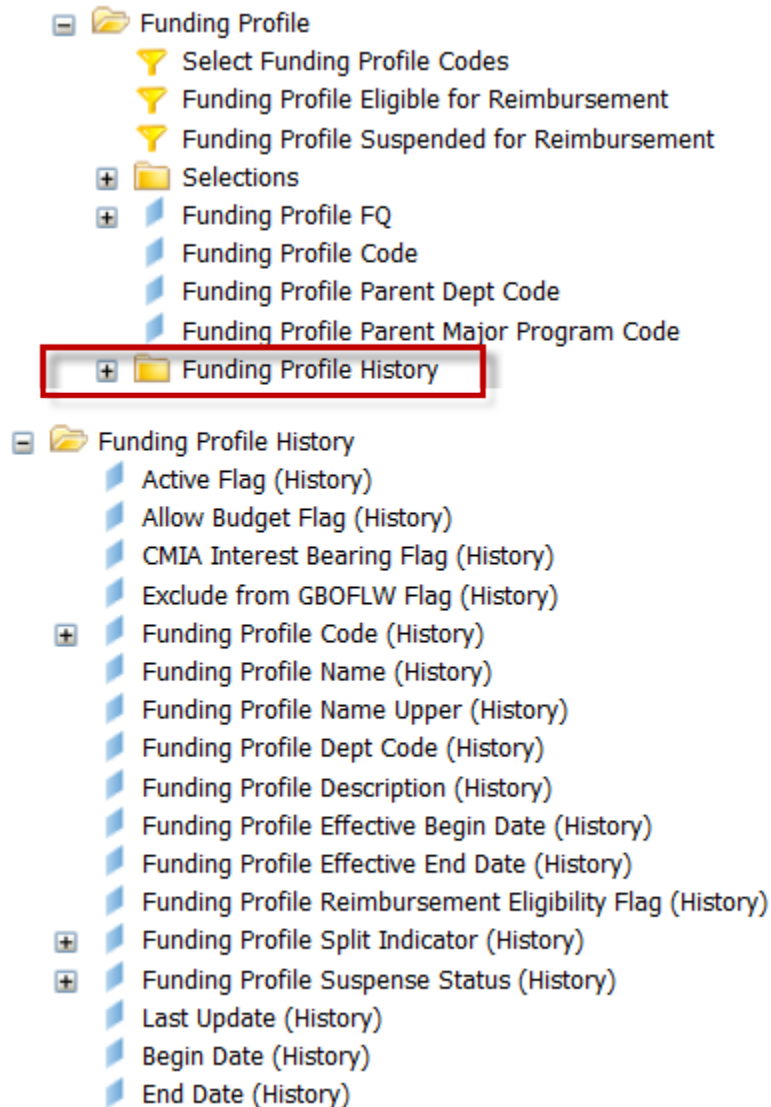 Funding Profile
Select Funding Profile Codes
Funding Profile Eligible for Reimbursement
Funding Profile Suspended for Reimbursement
Selections
Funding Profile FQ
Funding Profile Code
Funding Profile Parent Dept Code
Funding Profile Parent Major Program Code
Funding Profile History
Funding Profile History
Active Flag (History)
Allow Budget Flag (History)
CMIA Interest Bearing Flag (History)
Exclude from GBOFLW Flag (History)
Funding Profile Code (History)
Funding Profile Name (History)
Funding Profile Name Upper (History)
Funding Profile Dept Code (History)
Funding Profile Description (History)
Funding Profile Effective Begin Date (History)
Funding Profile Effective End Date (History)
Funding Profile Reimbursement Eligibility Flag (History)
Funding Profile Split Indicator (History)
Funding Profile Suspense Status (History)
Last Update (History)
Begin Date (History)
End Date (History)